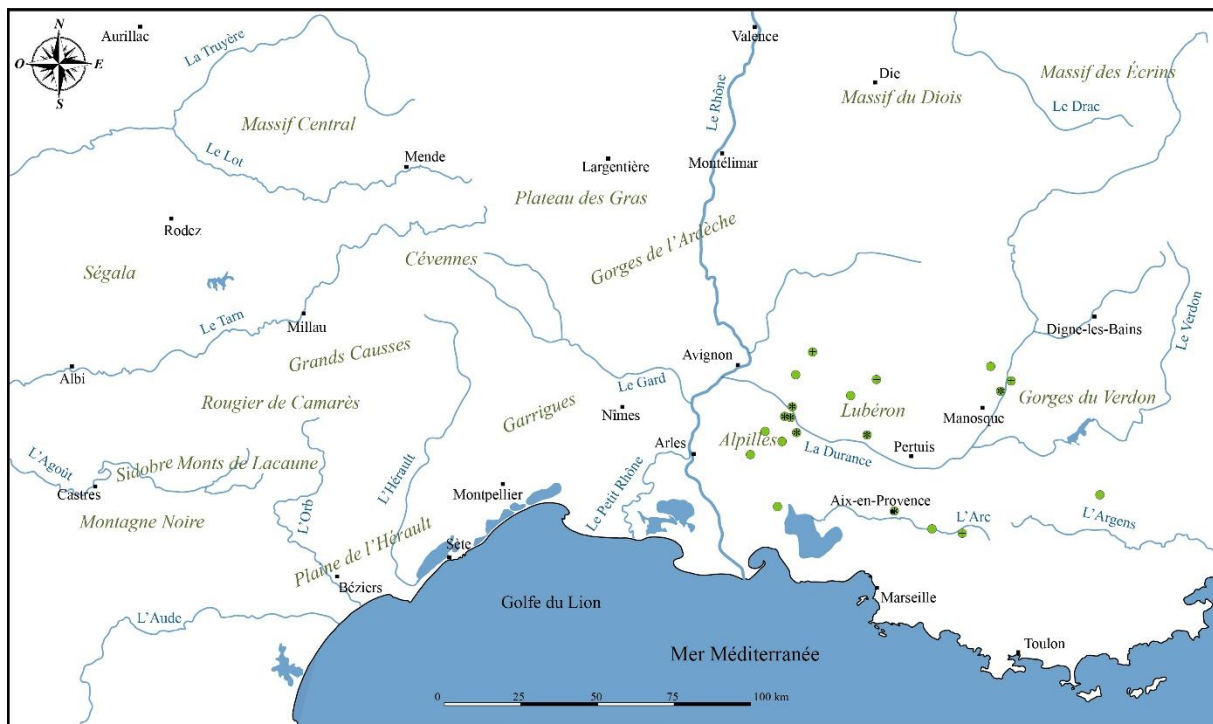 N
O
E
S
Aurillac
La Truyère
Valence
Die
Massif des Écrins
Massif du Diois
Le Rhône
Le Drac
Massif Central
Le Lot
Mende
Largentière
Montélimar
Plateau des Gras
Rodez
Gorges de l'Ardèche
Cévennes
Ségala
Le Tarn
Millau
Grands Causses
Le Verdon
Digne-les-Bains
Avignon
Albi
Le Gard
Rougier de Camarès
Garrigues
Nîmes
Lubéron
Manosque
Gorges du Verdon
Alpilles
La Durance
Pertuis
Arles
L'Agoût
Sidobre Monts de Lacaune
Castres
L'Hérault
Montpellier
Le Petit Rhône
Aix-en-Provence
L'Arc
L'Argens
Montagne Noire
L'Orb
Plaine de l'Hérault
Sète
Béziers
Marseille
Golfe du Lion
L'Aude
Mer Méditerranée
Toulon
0 25 50 75 100 km